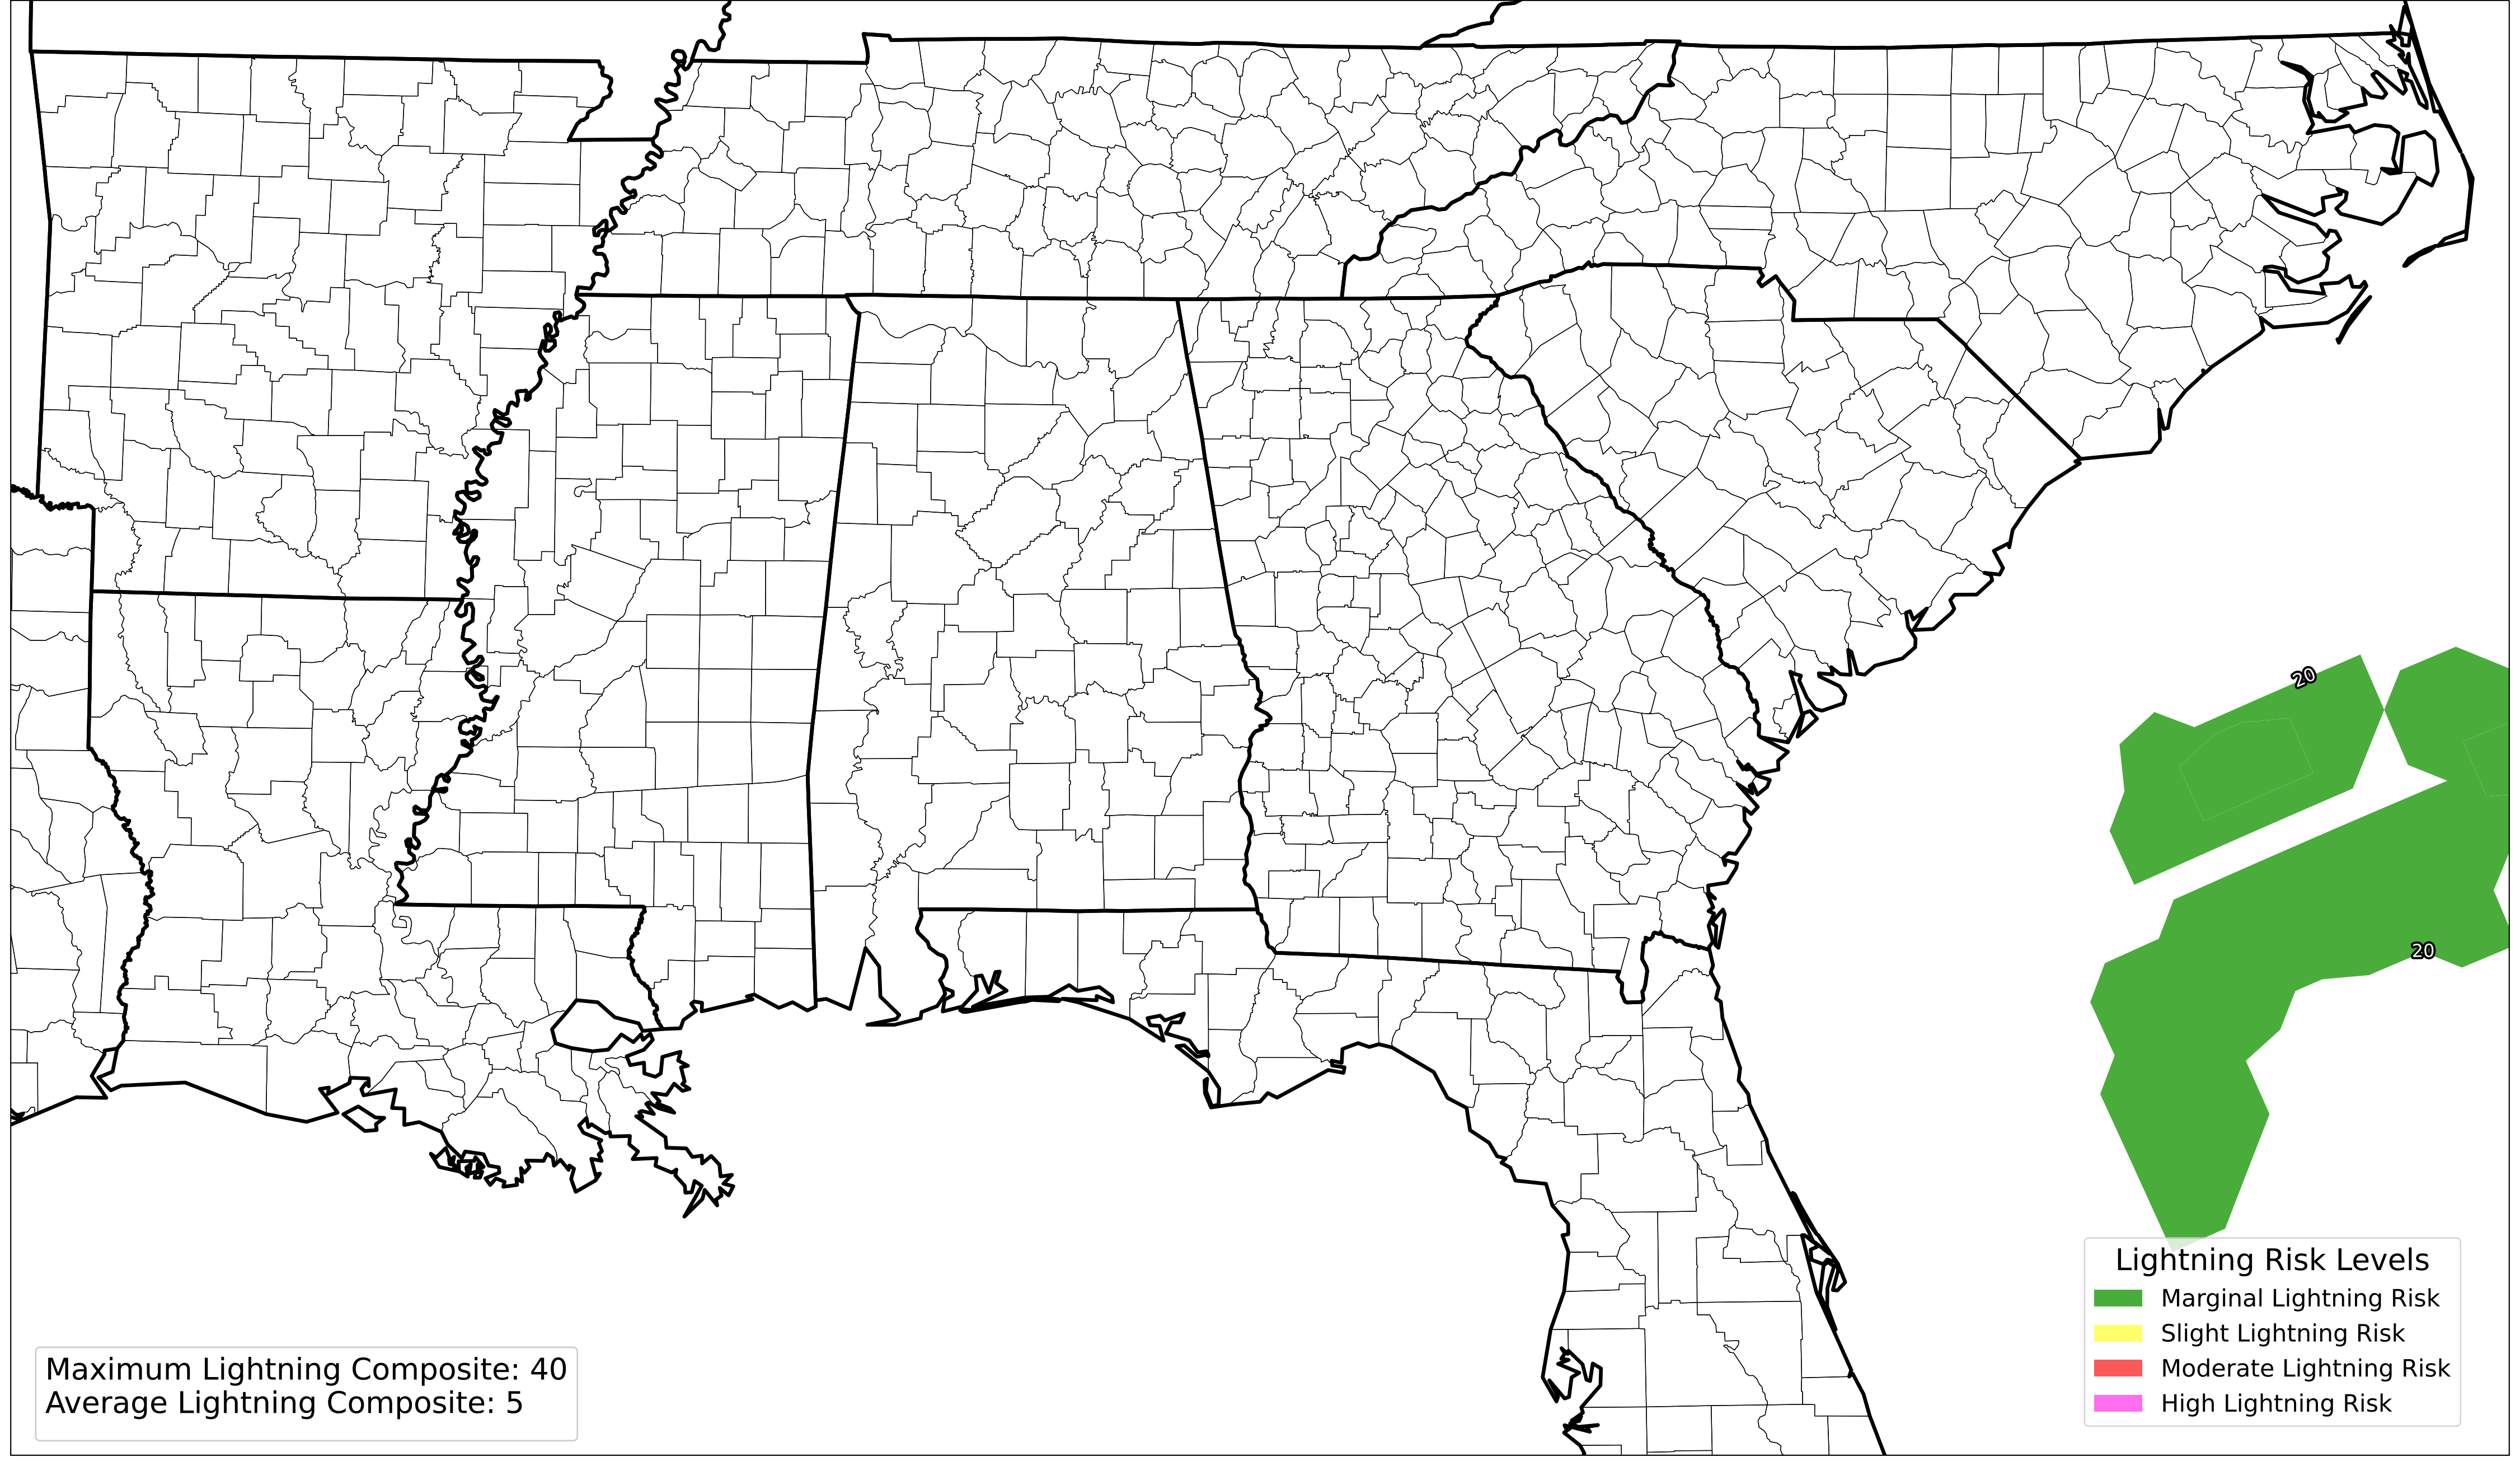 20
20
Lightning Risk Levels
Marginal Lightning Risk
Slight Lightning Risk
Moderate Lightning Risk
High Lightning Risk
Maximum Lightning Composite: 40
Average Lightning Composite: 5